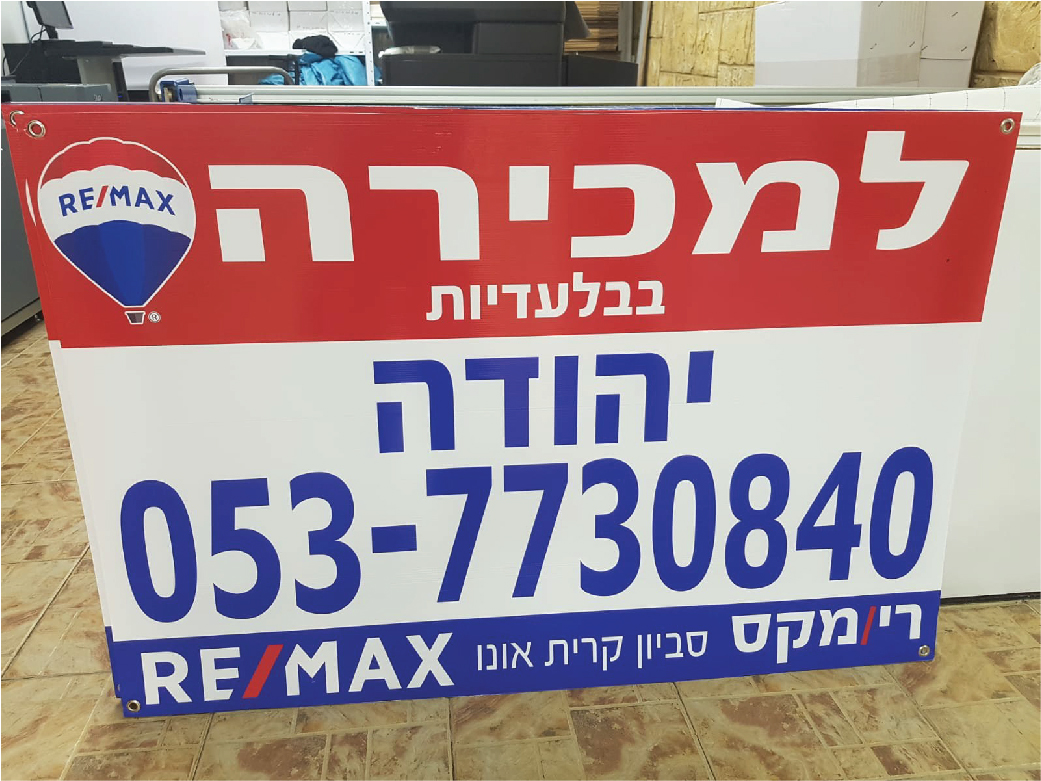 RE/MAX
למכירה
בבלעדיות
יהודה
053-7730840
רי/מקס סביון קרית אונו RE/MAX